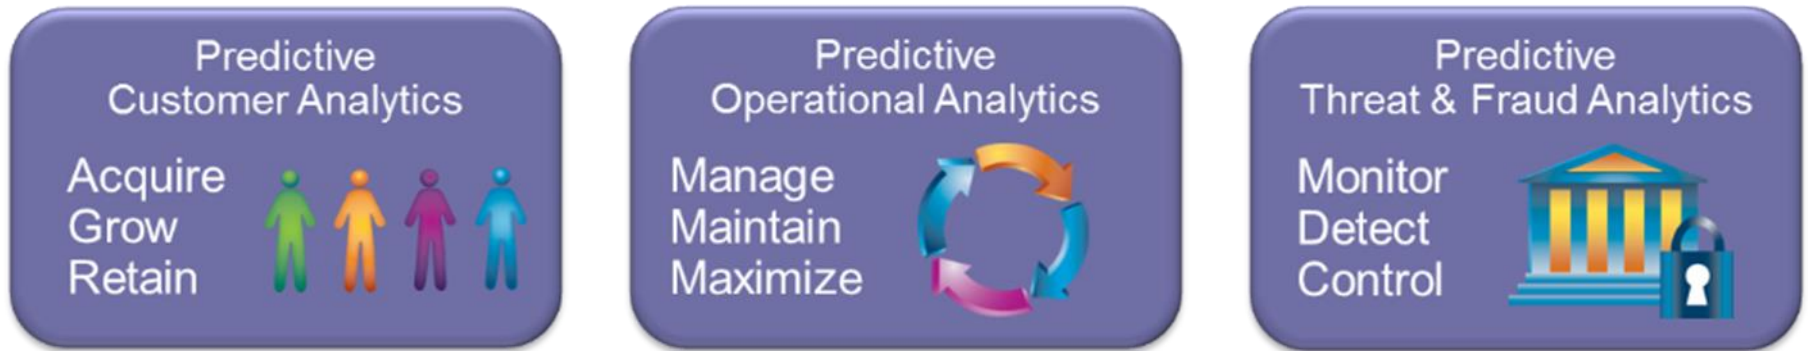 Predictive
Customer Analytics
Acquire
Grow
Retain
Predictive
Operational Analytics
Manage
Maintain
Maximize
Predictive
Threat & Fraud Analytics
Monitor
Detect
Control